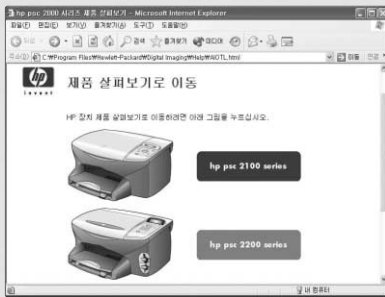 hp psc 2000 시리즈 제품 살펴보기 - Microsoft Internet Explorer
파일(F) 편집(E) 보기(V) 즐겨찾기(A) 도구(T) 도움말(H)
검색 즐겨찾기 미디어
C:₩Program Files₩Hewlett-Packard₩Digital Imaging₩Help₩AIOTL.html 이동
hp
invent
제품 살펴보기로 이동
HP 장치 제품 살펴보기로 이동하려면 아래 그림을 누르십시오.
hp psc 2100 series
hp psc 2200 series
내 컴퓨터